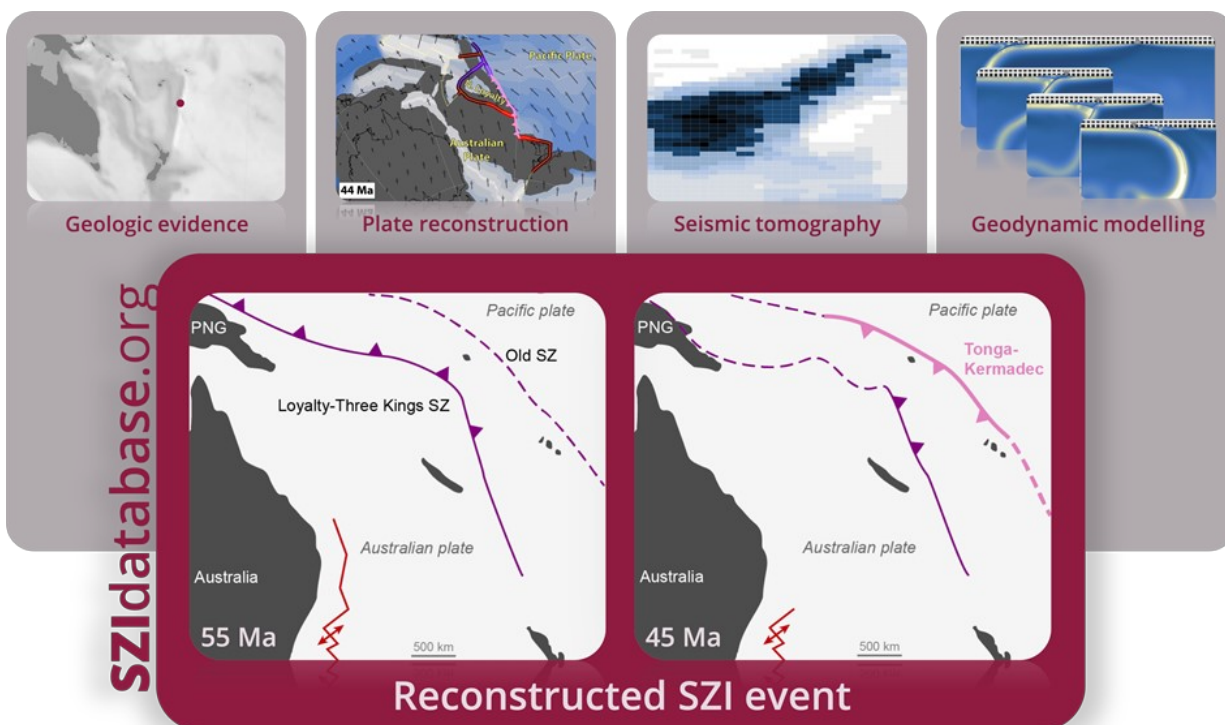 Pacific Plate
Loyalty
Australian
Plate
44 Ma
Geologic evidence
Plate reconstruction
Seismic tomography
Geodynamic modelling
szidatabase.org
PNG
Pacific plate
Old SZ
Loyalty-Three Kings SZ
Australian plate
Australia
55 Ma
500 km
PNG
Pacific plate
Tonga-
Kermadec
Australian plate
Australia
45 Ma
500 km
Reconstructed SZI event